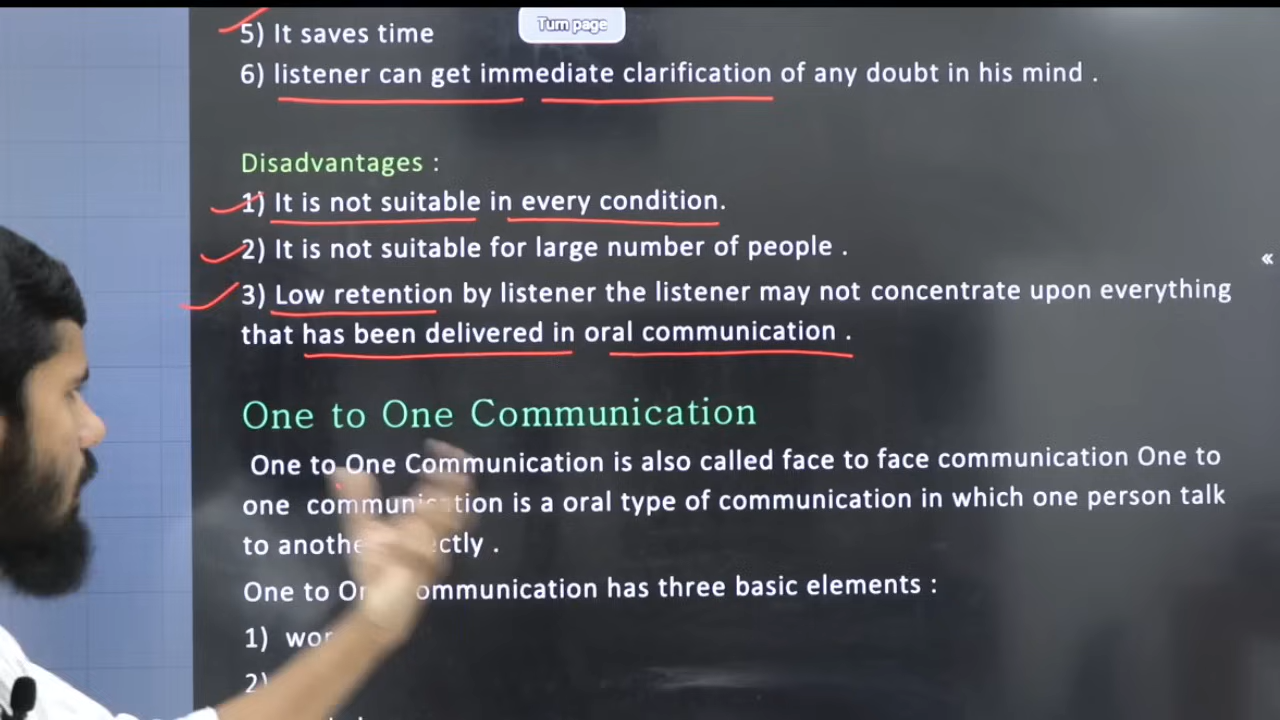 Turn page
5) It saves time
6) listener can get immediate clarification of any doubt in his mind .
Disadvantages :
1) It is not suitable in every condition.
2) It is not suitable for large number of people .
3) Low retention by listener the listener may not concentrate upon everything
that has been delivered in oral communication .
One to One Communication
One to One Communication is also called face to face communication One to
one communication is a oral type of communication in which one person talk
to .
One to communication has three basic elements :
1)
2)